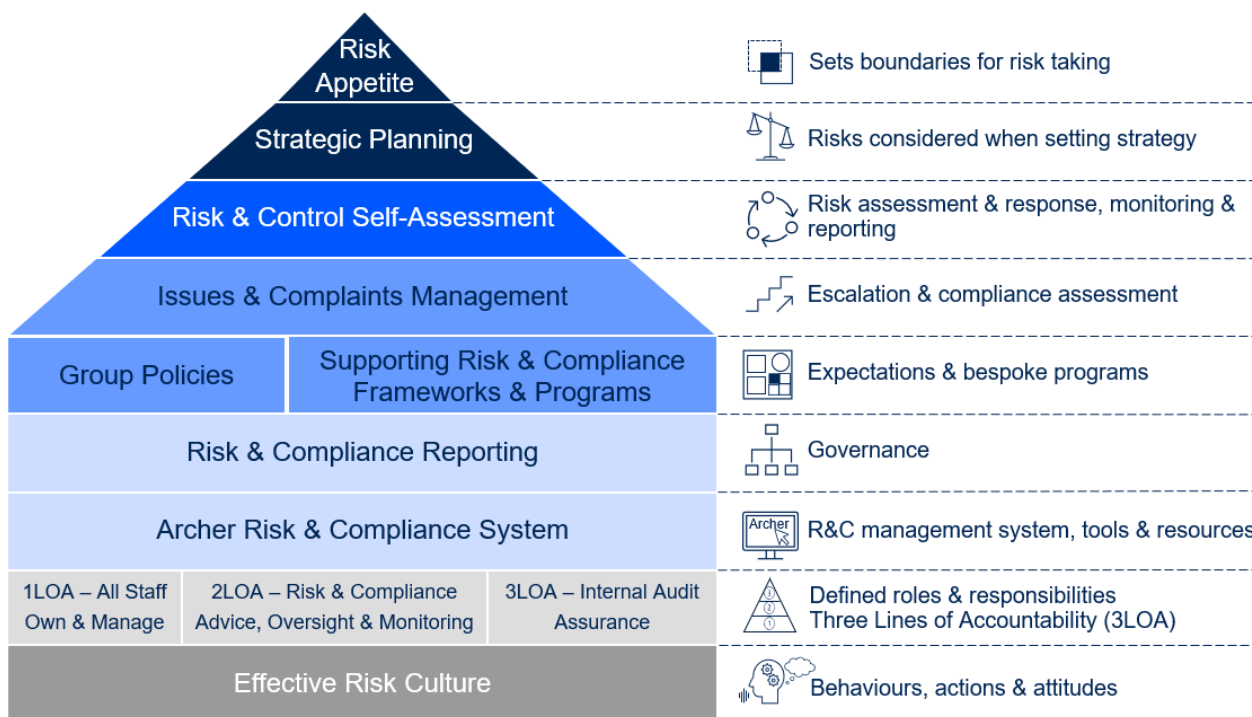 Risk
Appetite
Sets boundaries for risk taking
Strategic Planning
Risks considered when setting strategy
Risk & Control Self-Assessment
Risk assessment & response, monitoring &
reporting
Issues & Complaints Management
Escalation & compliance assessment
Group Policies
Supporting Risk & Compliance
Frameworks & Programs
Expectations & bespoke programs
Risk & Compliance Reporting
Governance
Archer Risk & Compliance System
Archer
R&C management system, tools & resources
1LOA – All Staff
Own & Manage
2LOA – Risk & Compliance
Advice, Oversight & Monitoring
3LOA – Internal Audit
Assurance
3
2
1
Defined roles & responsibilities
Three Lines of Accountability (3LOA)
Effective Risk Culture
Behaviours, actions & attitudes